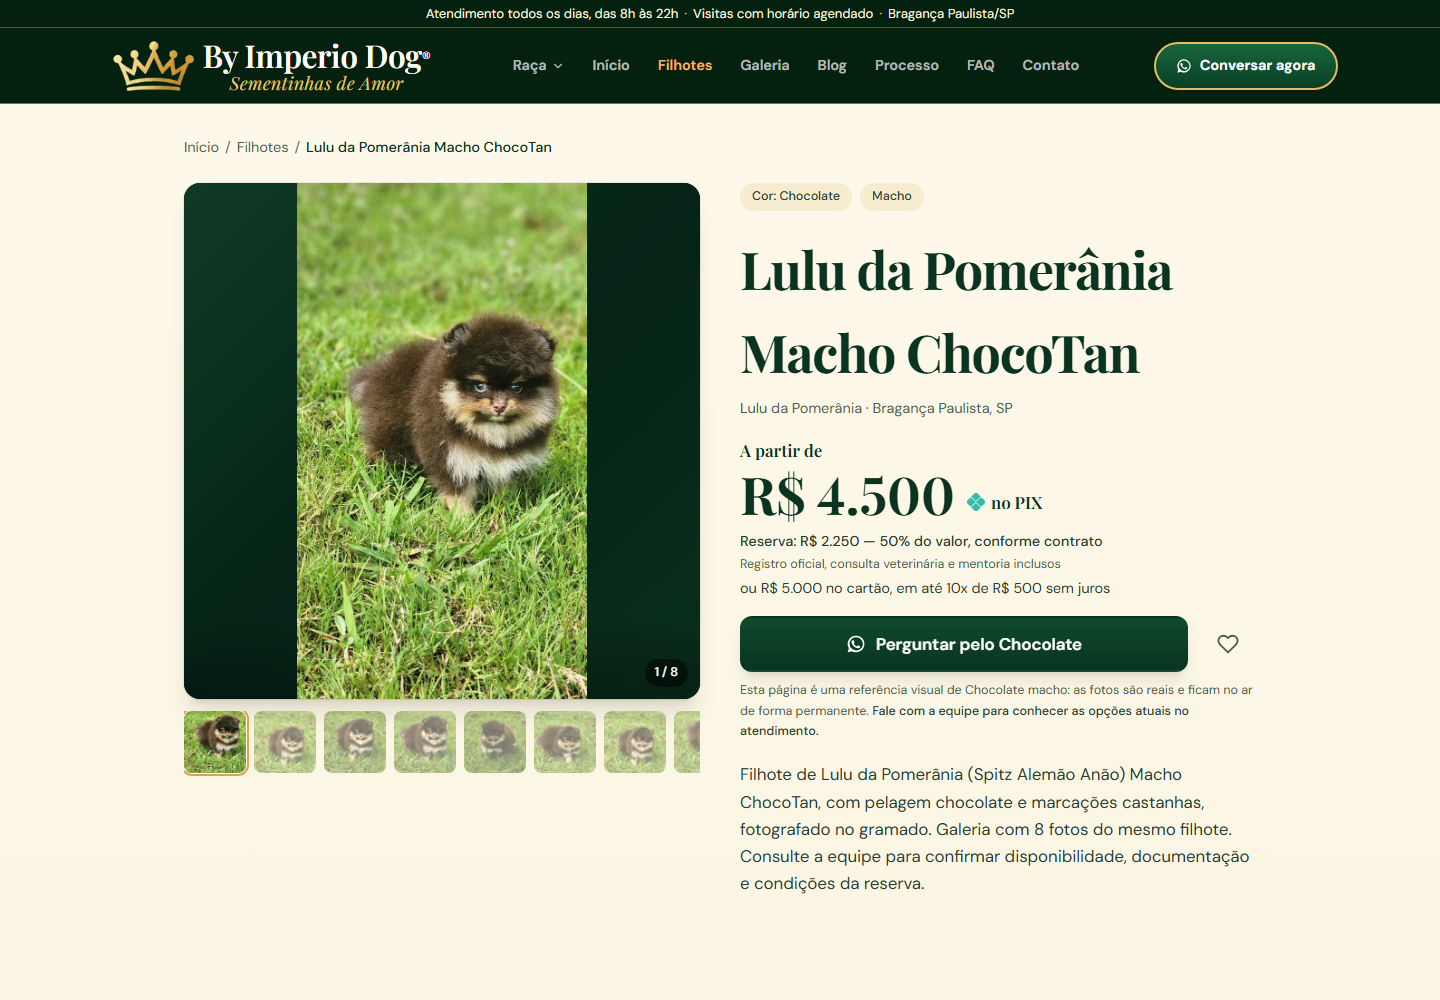 Atendimento todos os dias, das 8h às 22h · Visitas com horário agendado · Bragança Paulista/SP
By Imperio Dog®
Sementinhas de Amor
Raça
Início
Filhotes
Galeria
Blog
Processo
FAQ
Contato
Conversar agora
Início / Filhotes / Lulu da Pomerânia Macho ChocoTan
1 / 8
Cor: Chocolate
Macho
Lulu da Pomerânia
Macho ChocoTan
Lulu da Pomerânia · Bragança Paulista, SP
A partir de
R$ 4.500 no PIX
Reserva: R$ 2.250 — 50% do valor, conforme contrato
Registro oficial, consulta veterinária e mentoria inclusos
ou R$ 5.000 no cartão, em até 10x de R$ 500 sem juros
Perguntar pelo Chocolate
Esta página é uma referência visual de Chocolate macho: as fotos são reais e ficam no ar
de forma permanente. Fale com a equipe para conhecer as opções atuais no
atendimento.
Filhote de Lulu da Pomerânia (Spitz Alemão Anão) Macho
ChocoTan, com pelagem chocolate e marcações castanhas,
fotografado no gramado. Galeria com 8 fotos do mesmo filhote.
Consulte a equipe para confirmar disponibilidade, documentação
e condições da reserva.